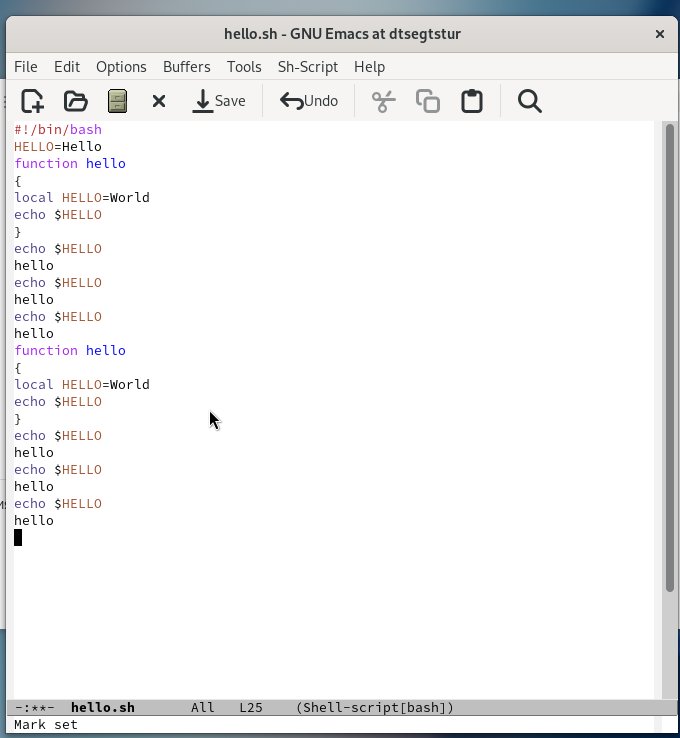 hello.sh - GNU Emacs at dtsegtstur ×
File Edit Options Buffers Tools Sh-Script Help
Save Undo
#!/bin/bash
HELLO=Hello
function hello
{
local HELLO=World
echo $HELLO
}
echo $HELLO
hello
echo $HELLO
hello
echo $HELLO
hello
function hello
{
local HELLO=World
echo $HELLO
}
echo $HELLO
hello
echo $HELLO
hello
echo $HELLO
hello
-:**- hello.sh All L25 (Shell-script[bash])
Mark set